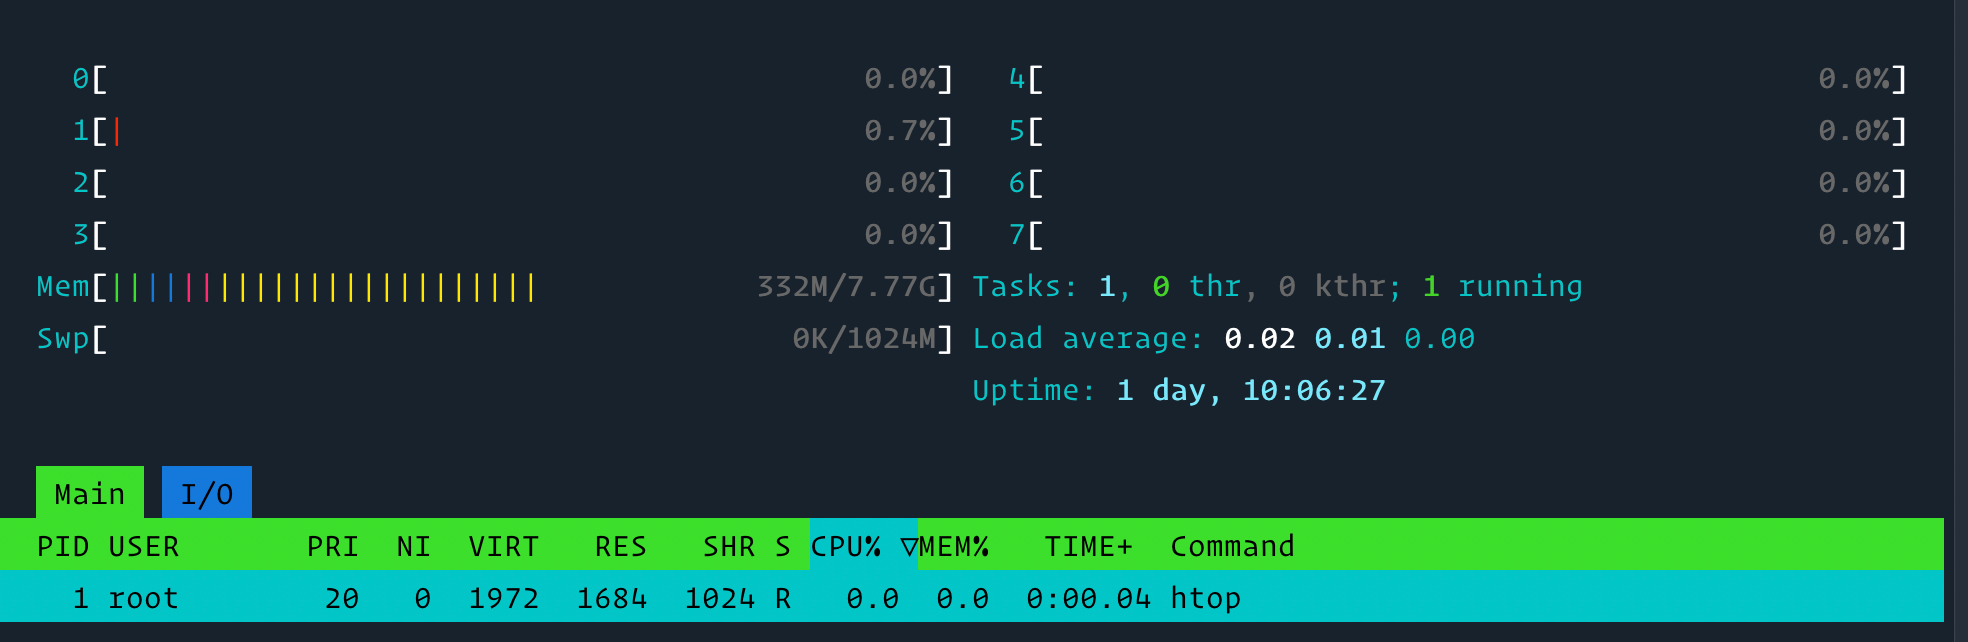 0[ 0.0%] 4[ 0.0%]
1[| 0.7%] 5[ 0.0%]
2[ 0.0%] 6[ 0.0%]
3[ 0.0%] 7[ 0.0%]
Mem[|||||||||||||||||||||||| 332M/7.77G] Tasks: 1, 0 thr, 0 kthr; 1 running
Swp[ 0K/1024M] Load average: 0.02 0.01 0.00
Uptime: 1 day, 10:06:27
Main I/O
PID USER PRI NI VIRT RES SHR S CPU% ▽MEM% TIME+ Command
1 root 20 0 1972 1684 1024 R 0.0 0.0 0:00.04 htop